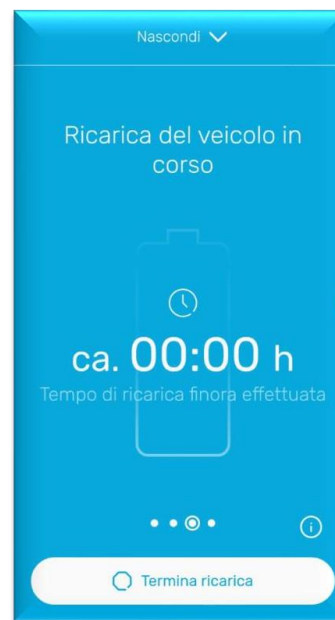 Nascondi
Ricarica del veicolo in
corso
ca. 00:00 h
Tempo di ricarica finora effettuata
Termina ricarica